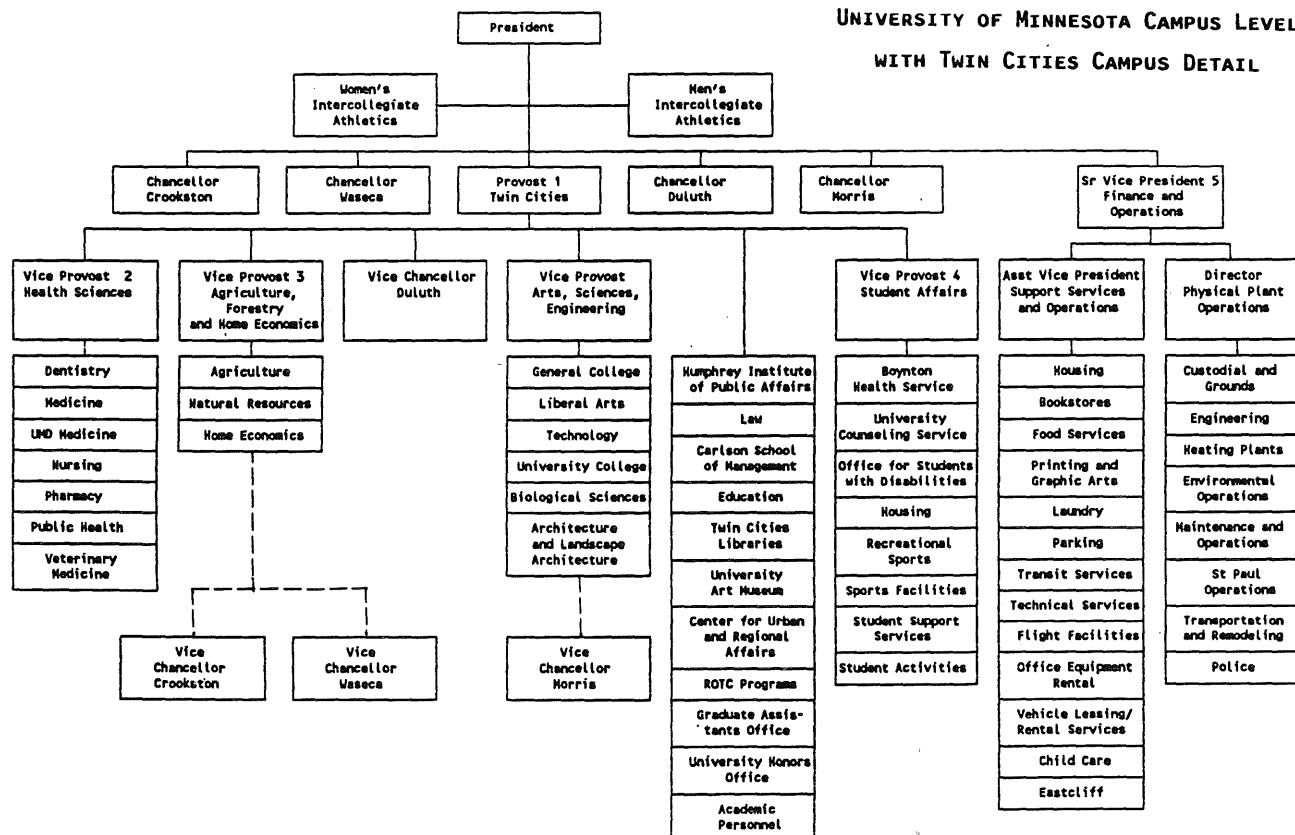 UNIVERSITY OF MINNESOTA CAMPUS LEVEL
WITH TWIN CITIES CAMPUS DETAIL
President
Women's
Intercollegiate
Athletics
Men's
Intercollegiate
Athletics
Chancellor
Crookston
Chancellor
Waseca
Provost 1
Twin Cities
Chancellor
Duluth
Chancellor
Morris
Sr Vice President 5
Finance and
Operations
Vice Provost 2
Health Sciences
Vice Provost 3
Agriculture,
Forestry
and Home Economics
Vice Chancellor
Duluth
Vice Provost
Arts, Sciences,
Engineering
Vice Provost 4
Student Affairs
Asst Vice President
Support Services
and Operations
Director
Physical Plant
Operations
Dentistry
Medicine
UMD Medicine
Nursing
Pharmacy
Public Health
Veterinary
Medicine
Agriculture
Natural Resources
Home Economics
Vice
Chancellor
Crookston
Vice
Chancellor
Waseca
General College
Liberal Arts
Technology
University College
Biological Sciences
Architecture
and Landscape
Architecture
Vice
Chancellor
Morris
Humphrey Institute
of Public Affairs
Law
Carlson School
of Management
Education
Twin Cities
Libraries
University
Art Museum
Center for Urban
and Regional
Affairs
ROTC Programs
Graduate Assis-
tants Office
University Honors
Office
Academic
Personnel
Boynton
Health Service
University
Counseling Service
Office for Students
with Disabilities
Housing
Recreational
Sports
Sports Facilities
Student Support
Services
Student Activities
Housing
Bookstores
Food Services
Printing and
Graphic Arts
Laundry
Parking
Transit Services
Technical Services
Flight Facilities
Office Equipment
Rental
Vehicle Leasing/
Rental Services
Child Care
Eastcliff
Custodial and
Grounds
Engineering
Heating Plants
Environmental
Operations
Maintenance and
Operations
St Paul
Operations
Transportation
and Remodeling
Police